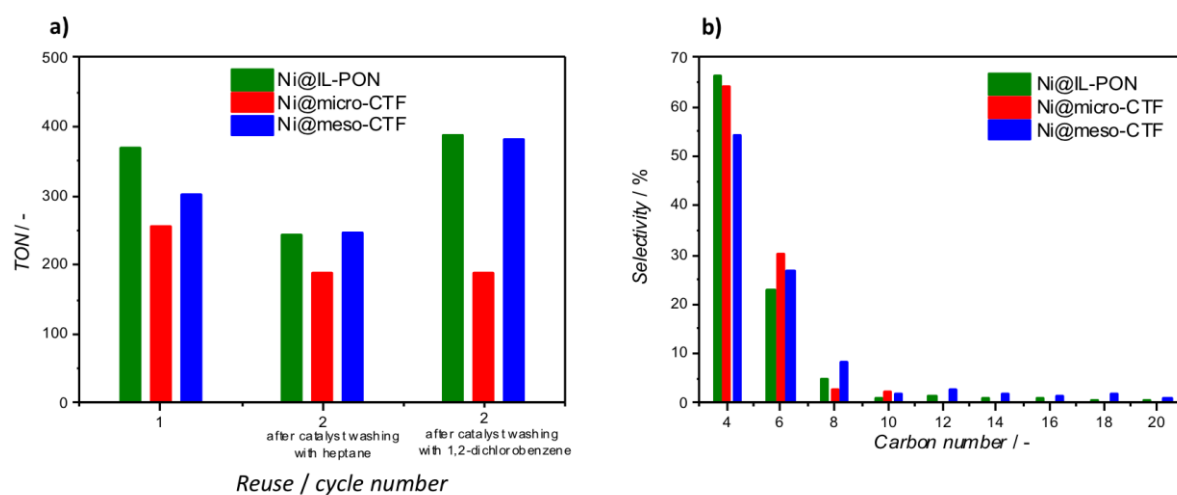 a)
500
400
300
200
100
0
TON / -
Ni@IL-PON
Ni@micro-CTF
Ni@meso-CTF
1
2
after catalyst washing
with heptane
2
after catalyst washing
with 1,2-dichlorobenzene
Reuse / cycle number
b)
70
60
50
40
30
20
10
0
Selectivity / %
Ni@IL-PON
Ni@micro-CTF
Ni@meso-CTF
4 6 8 10 12 14 16 18 20
Carbon number / -